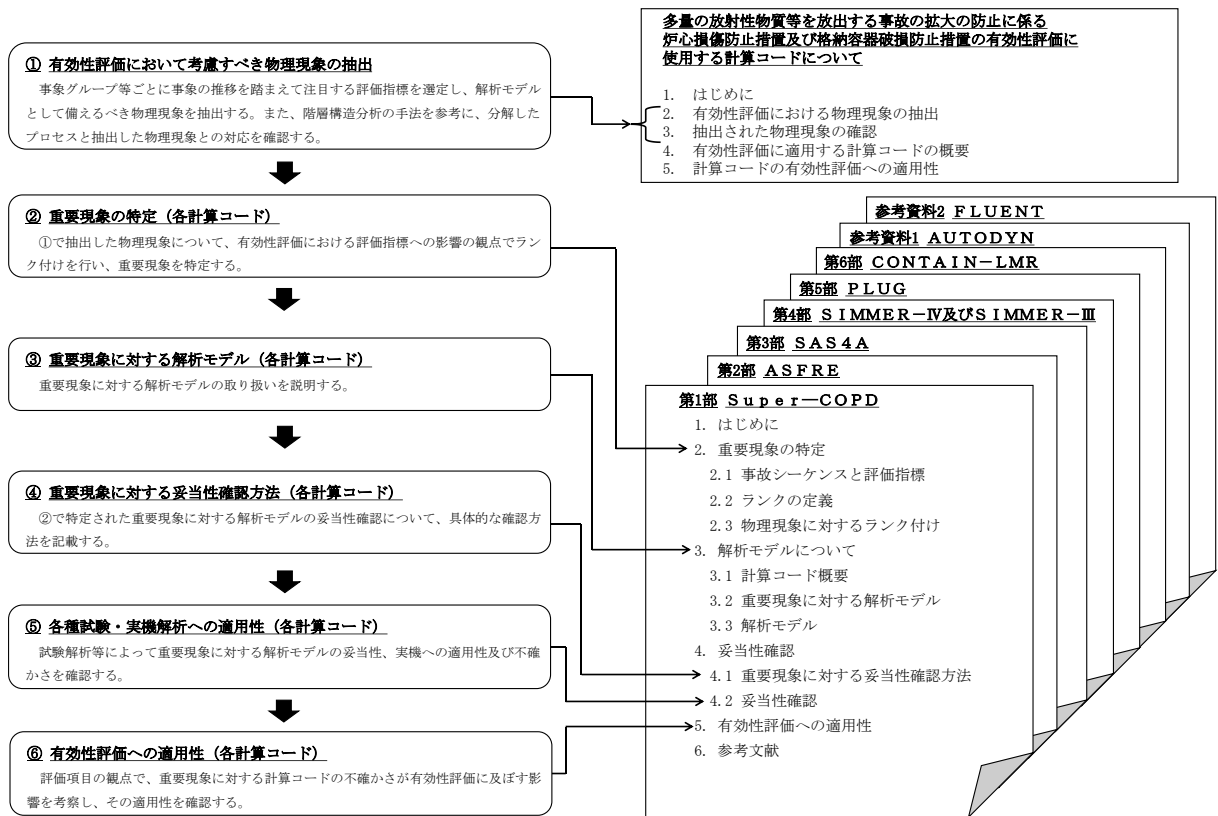 ① 有効性評価において考慮すべき物理現象の抽出
事象グループ等ごとに事象の推移を踏まえて注目する評価指標を選定し、解析モデル
として備えるべき物理現象を抽出する。また、階層構造分析の手法を参考に、分解した
プロセスと抽出した物理現象との対応を確認する。
② 重要現象の特定（各計算コード）
①で抽出した物理現象について、有効性評価における評価指標への影響の観点でラン
ク付けを行い、重要現象を特定する。
③ 重要現象に対する解析モデル（各計算コード）
重要現象に対する解析モデルの取り扱いを説明する。
④ 重要現象に対する妥当性確認方法（各計算コード）
②で特定された重要現象に対する解析モデルの妥当性確認について、具体的な確認方
法を記載する。
⑤ 各種試験・実機解析への適用性（各計算コード）
試験解析等によって重要現象に対する解析モデルの妥当性、実機への適用性及び不確
かさを確認する。
⑥ 有効性評価への適用性（各計算コード）
評価項目の観点で、重要現象に対する計算コードの不確かさが有効性評価に及ぼす影
響を考察し、その適用性を確認する。
多量の放射性物質等を放出する事故の拡大の防止に係る
炉心損傷防止措置及び格納容器破損防止措置の有効性評価に
使用する計算コードについて
1. はじめに
2. 有効性評価における物理現象の抽出
3. 抽出された物理現象の確認
4. 有効性評価に適用する計算コードの概要
5. 計算コードの有効性評価への適用性
参考資料2 ＦＬＵＥＮＴ
参考資料1 ＡＵＴＯＤＹＮ
第6部 ＣＯＮＴＡＩＮ－ＬＭＲ
第5部 ＰＬＵＧ
第4部 ＳＩＭＭＥＲ－Ⅳ及びＳＩＭＭＥＲ－Ⅲ
第3部 ＳＡＳ４Ａ
第2部 ＡＳＦＲＥ
第1部 Ｓｕｐｅｒ－ＣＯＰＤ
1. はじめに
2. 重要現象の特定
2.1 事故シーケンスと評価指標
2.2 ランクの定義
2.3 物理現象に対するランク付け
3. 解析モデルについて
3.1 計算コード概要
3.2 重要現象に対する解析モデル
3.3 解析モデル
4. 妥当性確認
4.1 重要現象に対する妥当性確認方法
4.2 妥当性確認
5. 有効性評価への適用性
6. 参考文献